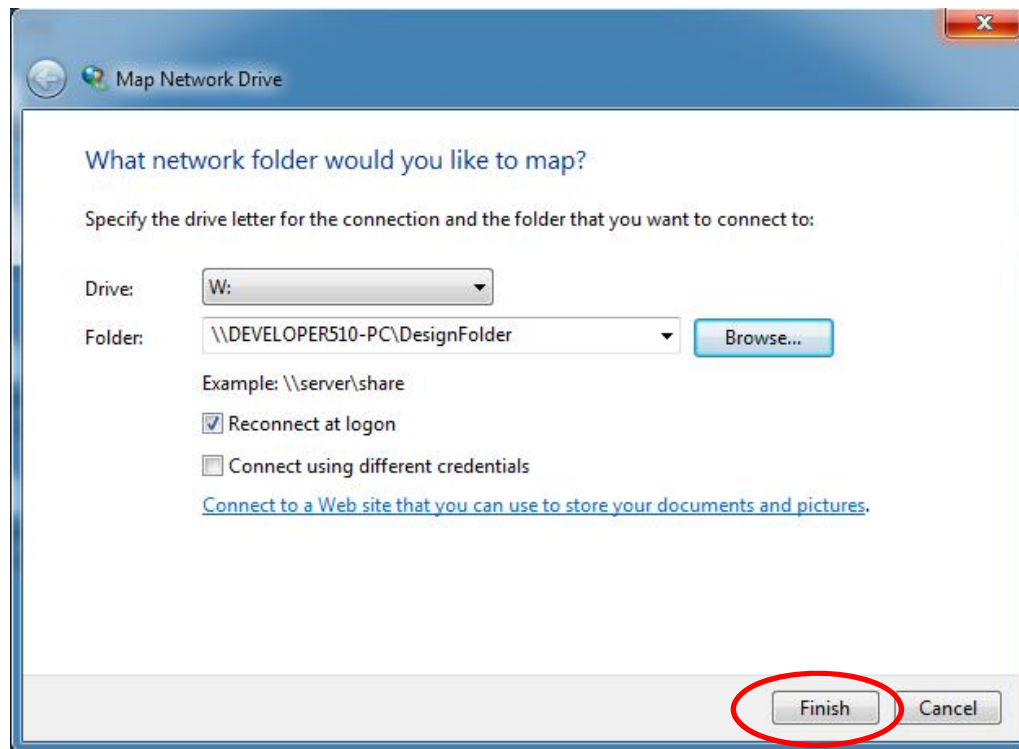 Map Network Drive
What network folder would you like to map?
Specify the drive letter for the connection and the folder that you want to connect to:
Drive: W:
Folder: \\DEVELOPER510-PC\DesignFolder Browse...
Example: \\server\share
Reconnect at logon
Connect using different credentials
Connect to a Web site that you can use to store your documents and pictures.
Finish Cancel